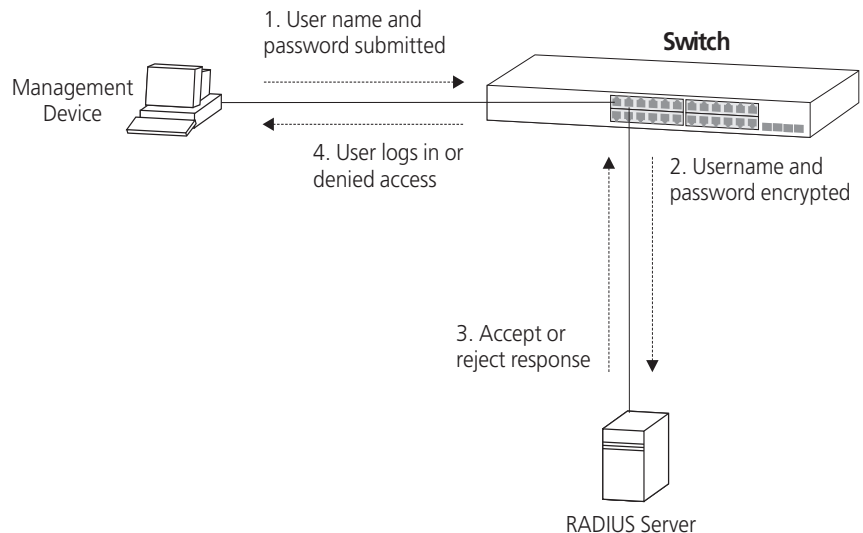 1. User name and
password submitted
Switch
Management
Device
4. User logs in or
denied access
2. Username and
password encrypted
3. Accept or
reject response
RADIUS Server